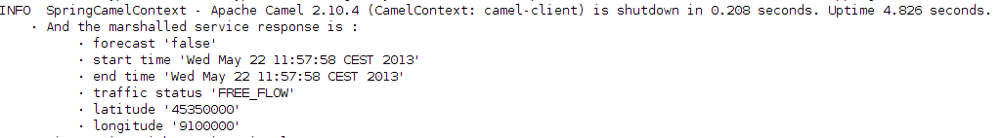 INFO  SpringCamelContext - Apache Camel 2.10.4 (CamelContext: camel-client) is shutdown in 0.208 seconds. Uptime 4.826 seconds.
· And the marshalled service response is :
· forecast 'false'
· start time 'Wed May 22 11:57:58 CEST 2013'
· end time 'Wed May 22 11:57:58 CEST 2013'
· traffic status 'FREE_FLOW'
· latitude '45350000'
· longitude '9100000'